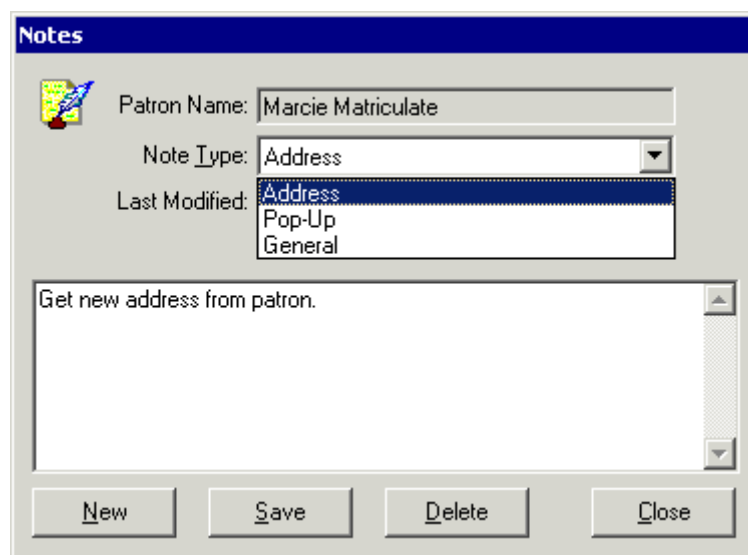 Notes
Patron Name: Marcie Matriculate
Note Type: Address
Last Modified:
Address
Pop-Up
General
Get new address from patron.
New Save Delete Close